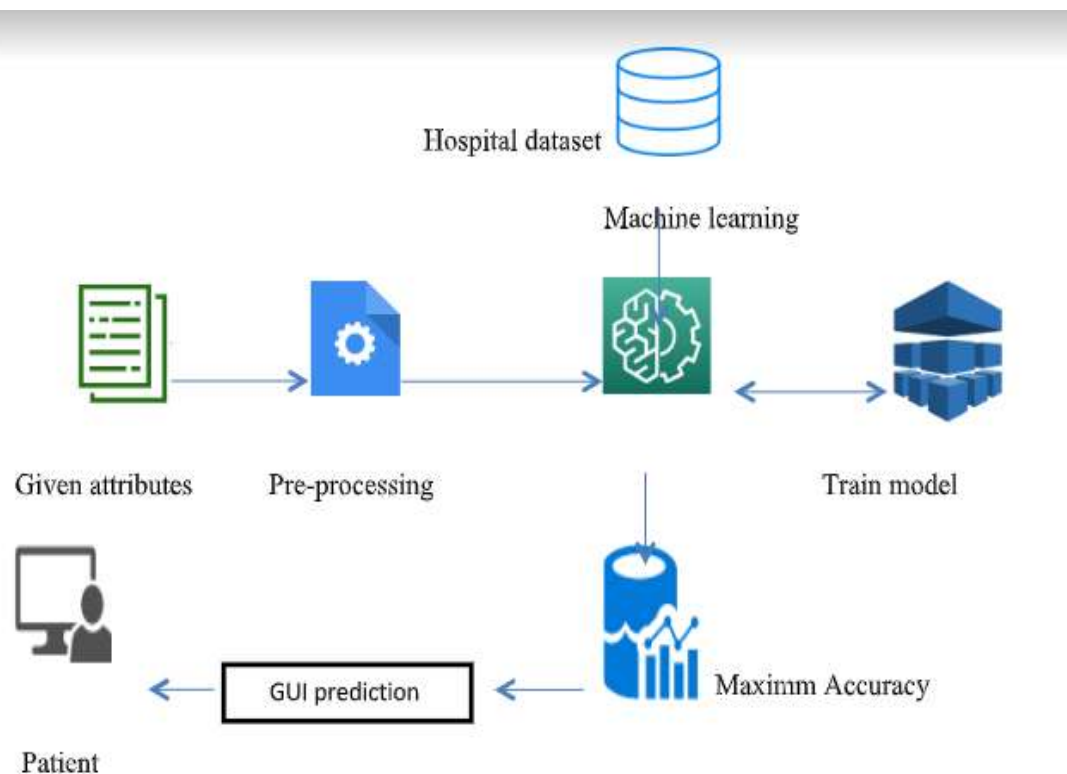 Hospital dataset
Machine learning
Given attributes
Pre-processing
Train model
Maximm Accuracy
GUI prediction
Patient